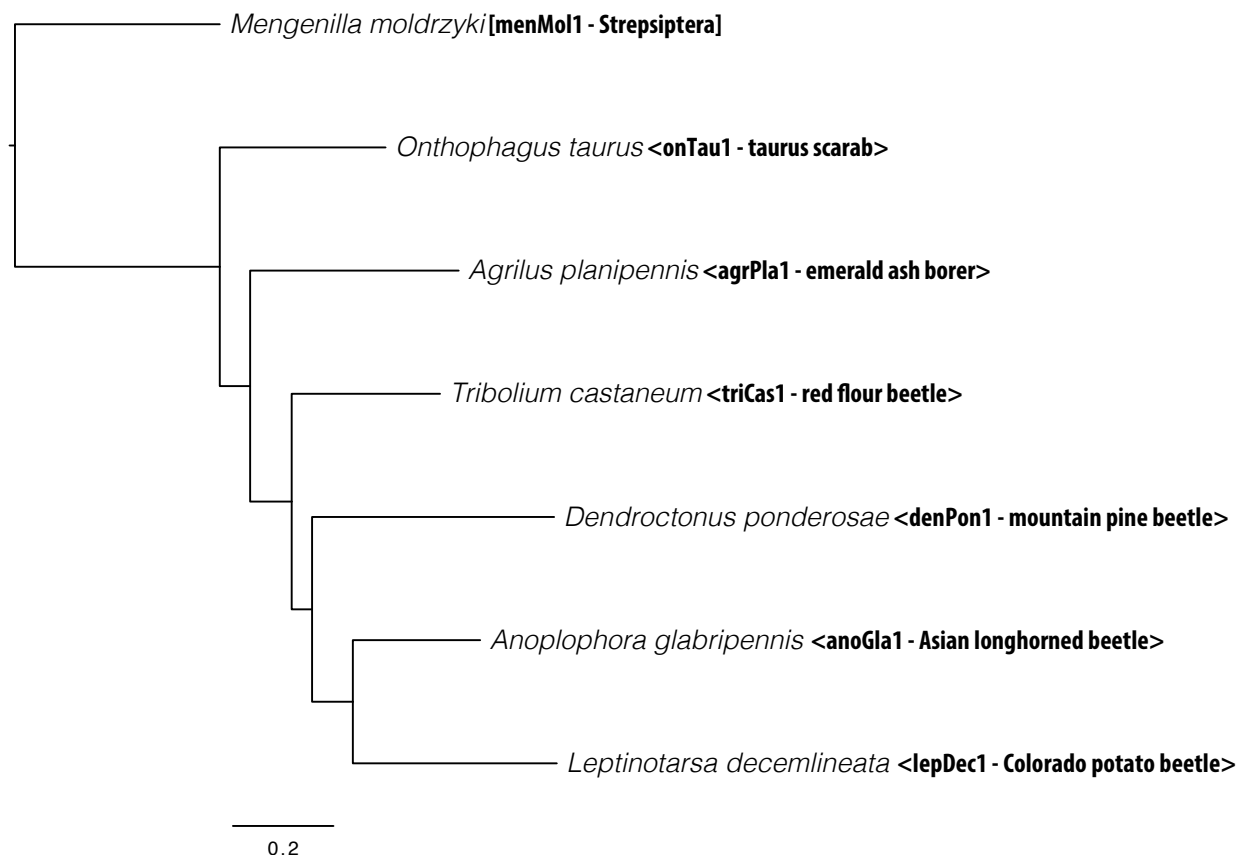 Mengenilla moldrzyki [menMol1 - Strepsiptera]
Onthophagus taurus <onTau1 - taurus scarab>
Agrilus planipennis <agrPla1 - emerald ash borer>
Tribolium castaneum <triCas1 - red flour beetle>
Dendroctonus ponderosae <denPon1 - mountain pine beetle>
Anoplophora glabripennis <anoGla1 - Asian longhorned beetle>
Leptinotarsa decemlineata <lepDec1 - Colorado potato beetle>
0.2